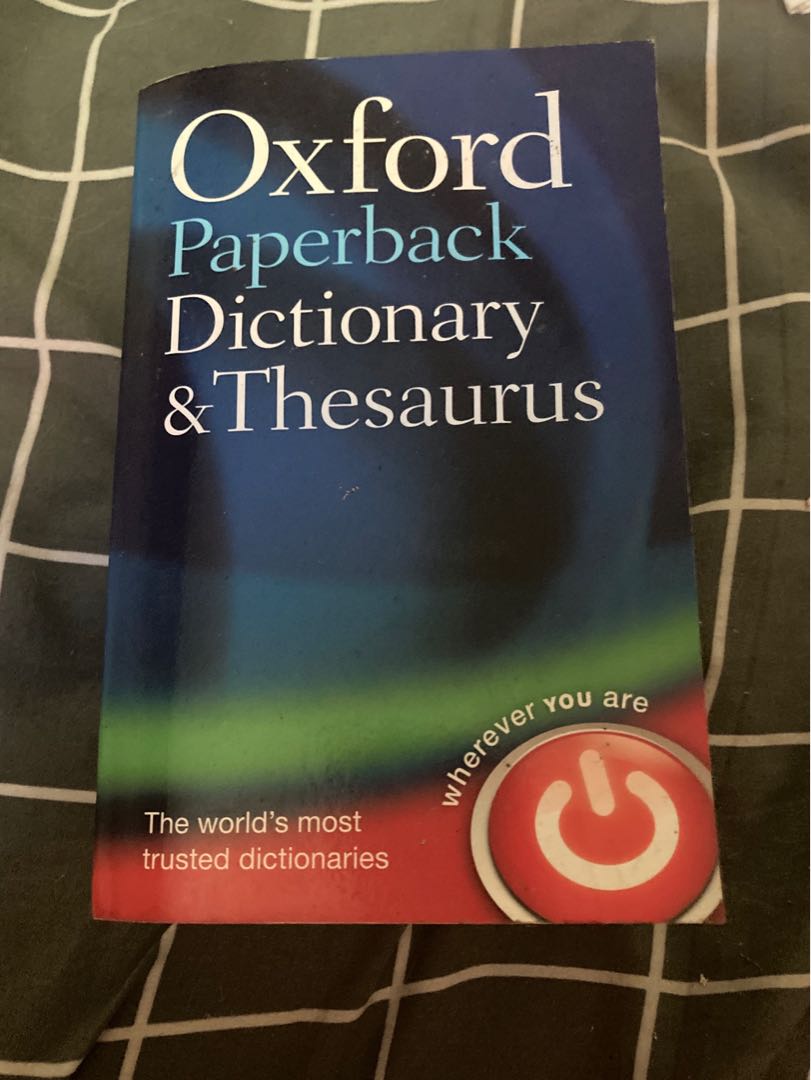 Oxford
Paperback
Dictionary
& Thesaurus
wherever YOU are
The world's most
trusted dictionaries